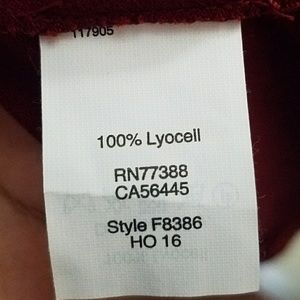 117905
100% Lyocell
RN77388
CA56445
Style F8386
HO 16